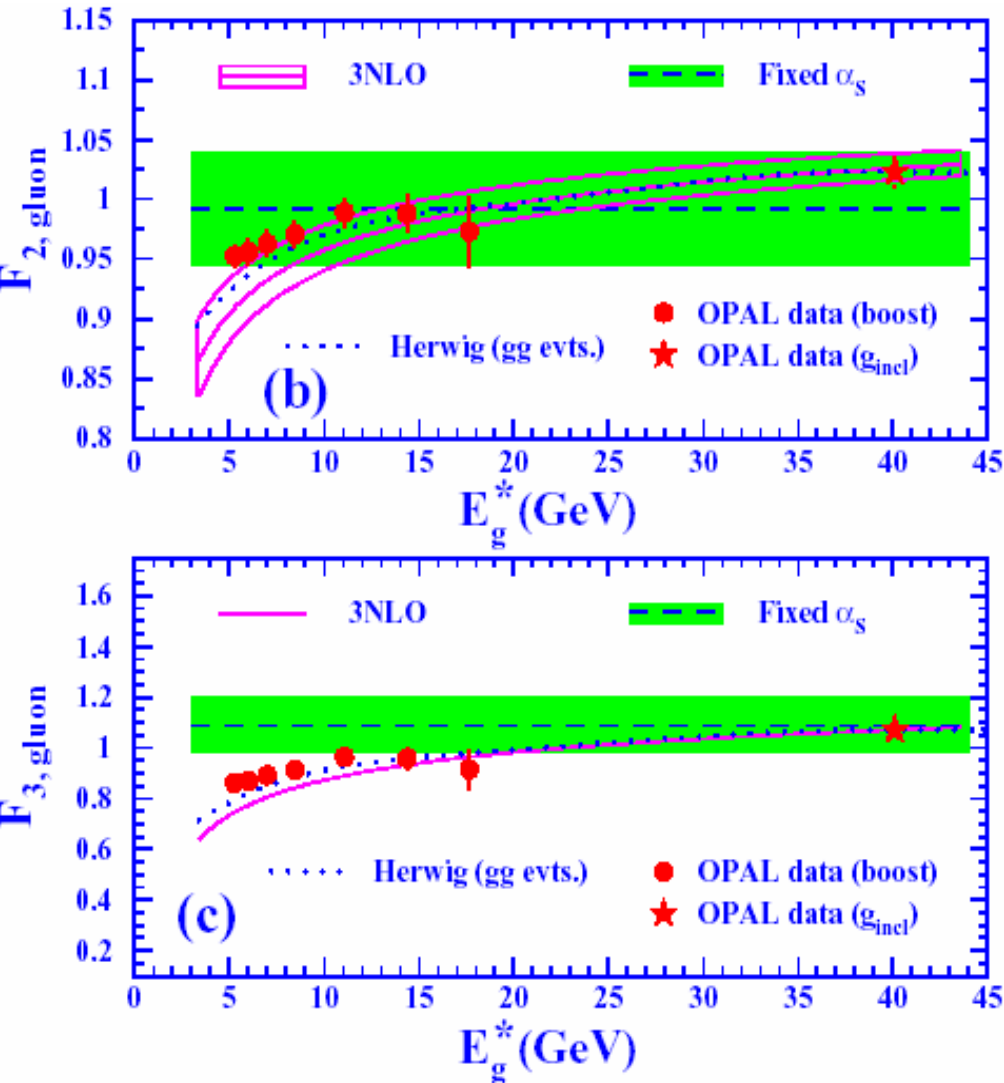 1.15
1.1
1.05
1
0.95
0.9
0.85
0.8
F2, gluon
3NLO
Fixed αS
OPAL data (boost)
Herwig (gg evts.)
OPAL data (gincl)
(b)
0 5 10 15 20 25 30 35 40 45
Eg* (GeV)
1.6
1.4
1.2
1
0.8
0.6
0.4
0.2
F3, gluon
3NLO
Fixed αS
Herwig (gg evts.)
OPAL data (boost)
(c)
OPAL data (gincl)
0 5 10 15 20 25 30 35 40 45
Eg* (GeV)